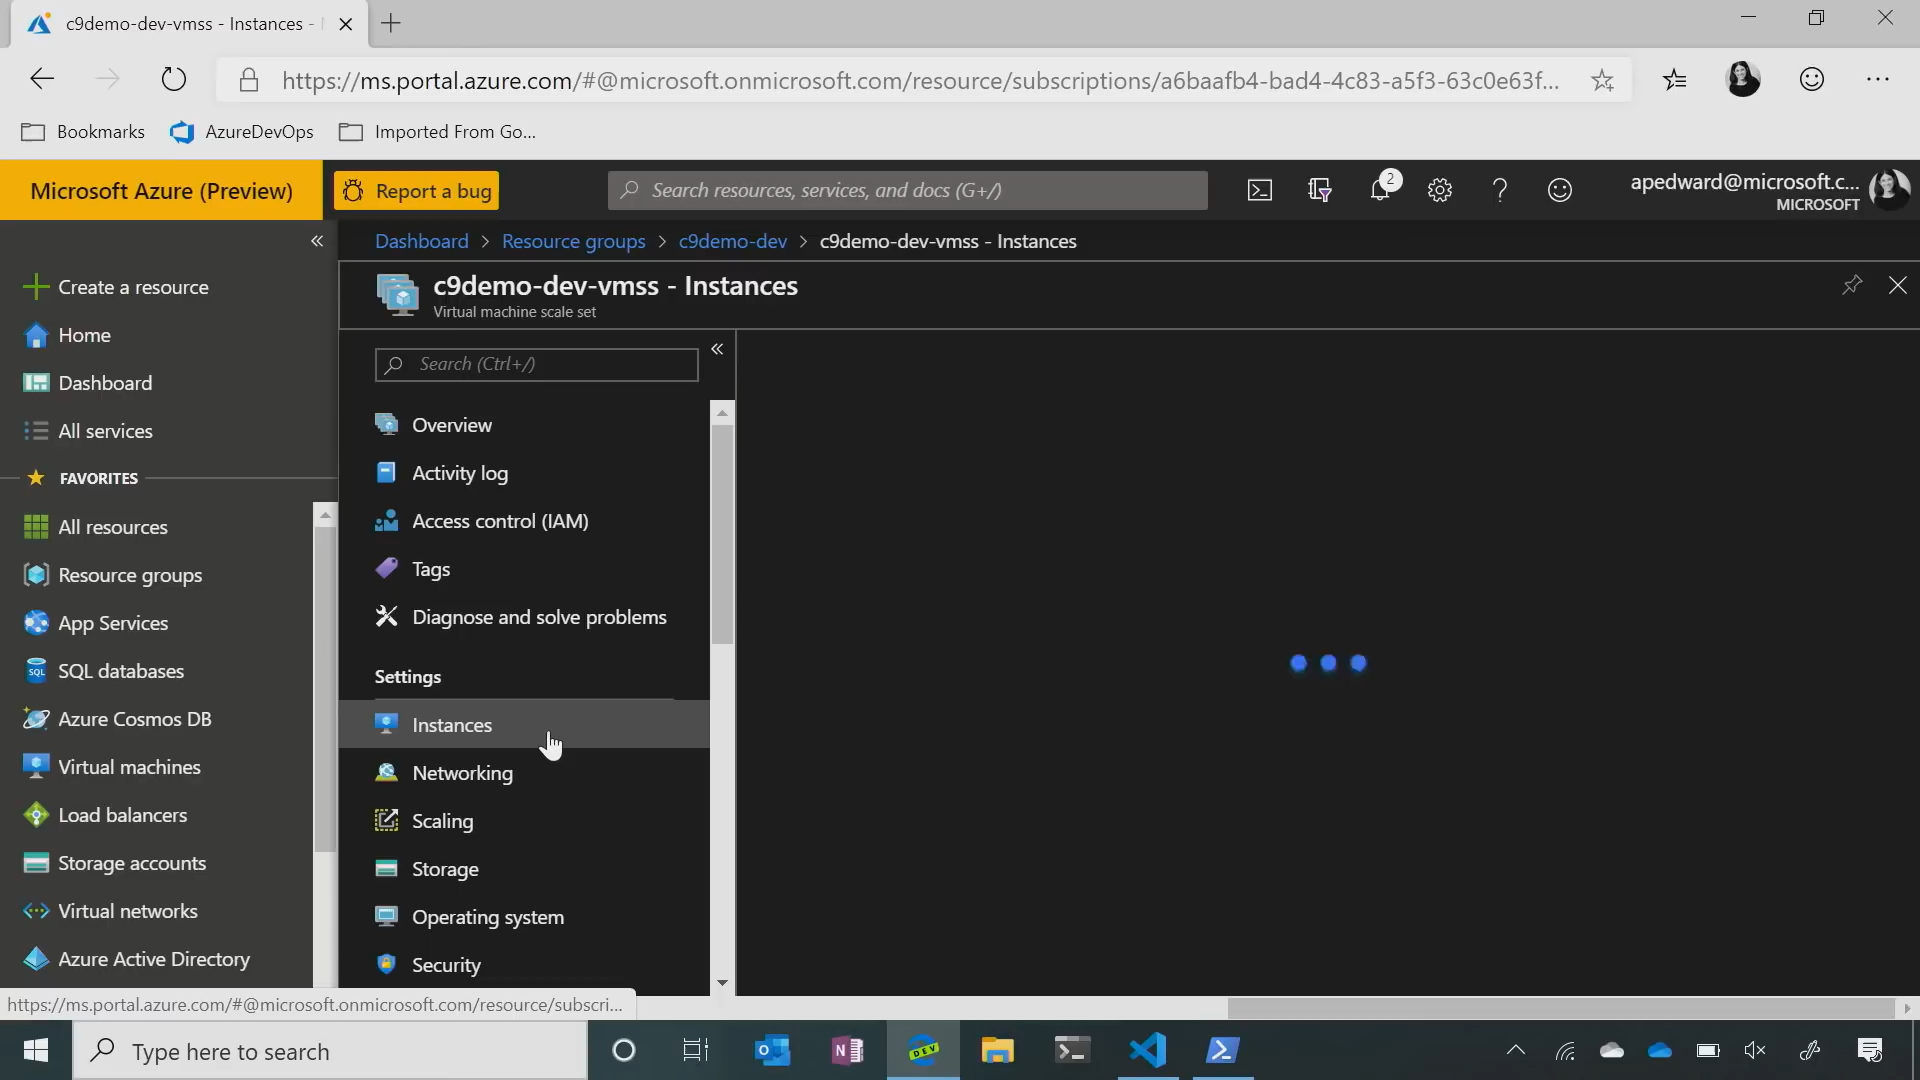 c9demo-dev-vmss - Instances -
https://ms.portal.azure.com/#@microsoft.onmicrosoft.com/resource/subscriptions/a6baafb4-bad4-4c83-a5f3-63c0e63f...
Bookmarks
AzureDevOps
Imported From Go...
Microsoft Azure (Preview)
Report a bug
Search resources, services, and docs (G+/)
2
apedward@microsoft.c...
MICROSOFT
Dashboard > Resource groups > c9demo-dev > c9demo-dev-vmss - Instances
c9demo-dev-vmss - Instances
Virtual machine scale set
Create a resource
Home
Dashboard
All services
FAVORITES
All resources
Resource groups
App Services
SQL
SQL databases
Azure Cosmos DB
Virtual machines
Load balancers
Storage accounts
Virtual networks
Azure Active Directory
Search (Ctrl+/)
Overview
Activity log
Access control (IAM)
Tags
Diagnose and solve problems
Settings
Instances
Networking
Scaling
Storage
Operating system
Security
https://ms.portal.azure.com/#@microsoft.onmicrosoft.com/resource/subscri...
Type here to search
DEV